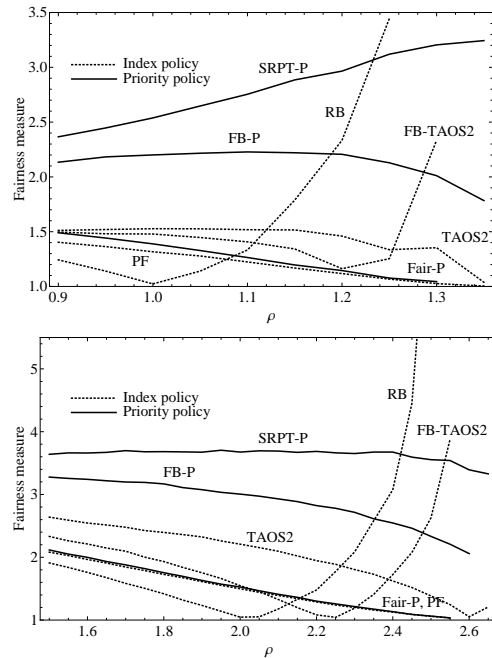 3.5
Index policy
Priority policy
SRPT-P
3.0
RB
FB-TAOS2
2.5
FB-P
Fairness measure
2.0
TAOS2
1.5
PF
Fair-P
1.0
0.9 1.0 1.1 1.2 1.3
ρ
Index policy
Priority policy
RB
5
FB-TAOS2
SRPT-P
4
FB-P
Fairness measure
3
TAOS2
2
Fair-P, PF
1
1.6 1.8 2.0 2.2 2.4 2.6
ρ